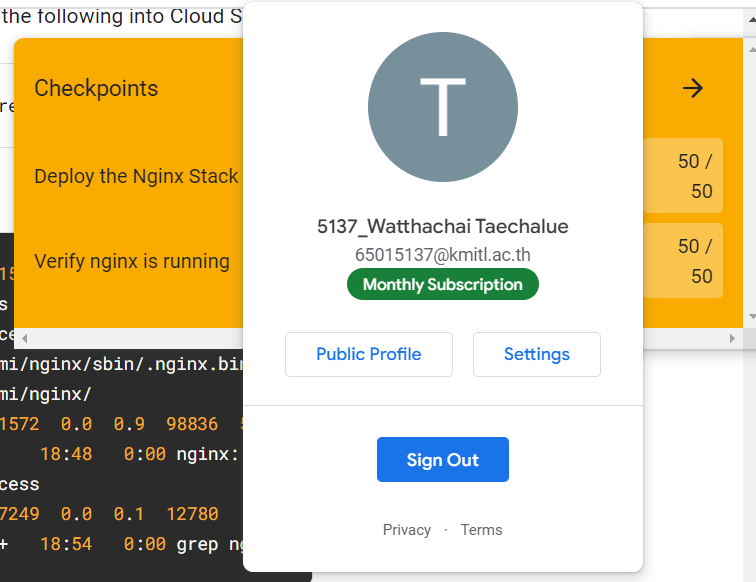 the following into Cloud S
Checkpoints
re
Deploy the Nginx Stack
50 /
50
Verify nginx is running
50 /
50
T
5137_Watthachai Taechalue
65015137@kmitl.ac.th
Monthly Subscription
Public Profile
Settings
Sign Out
Privacy · Terms
15
s
ce
mi/nginx/sbin/.nginx.bin
mi/nginx/
1572 0.0 0.9 98836
18:48 0:00 nginx:
cess
7249 0.0 0.1 12780
+ 18:54 0:00 grep ng